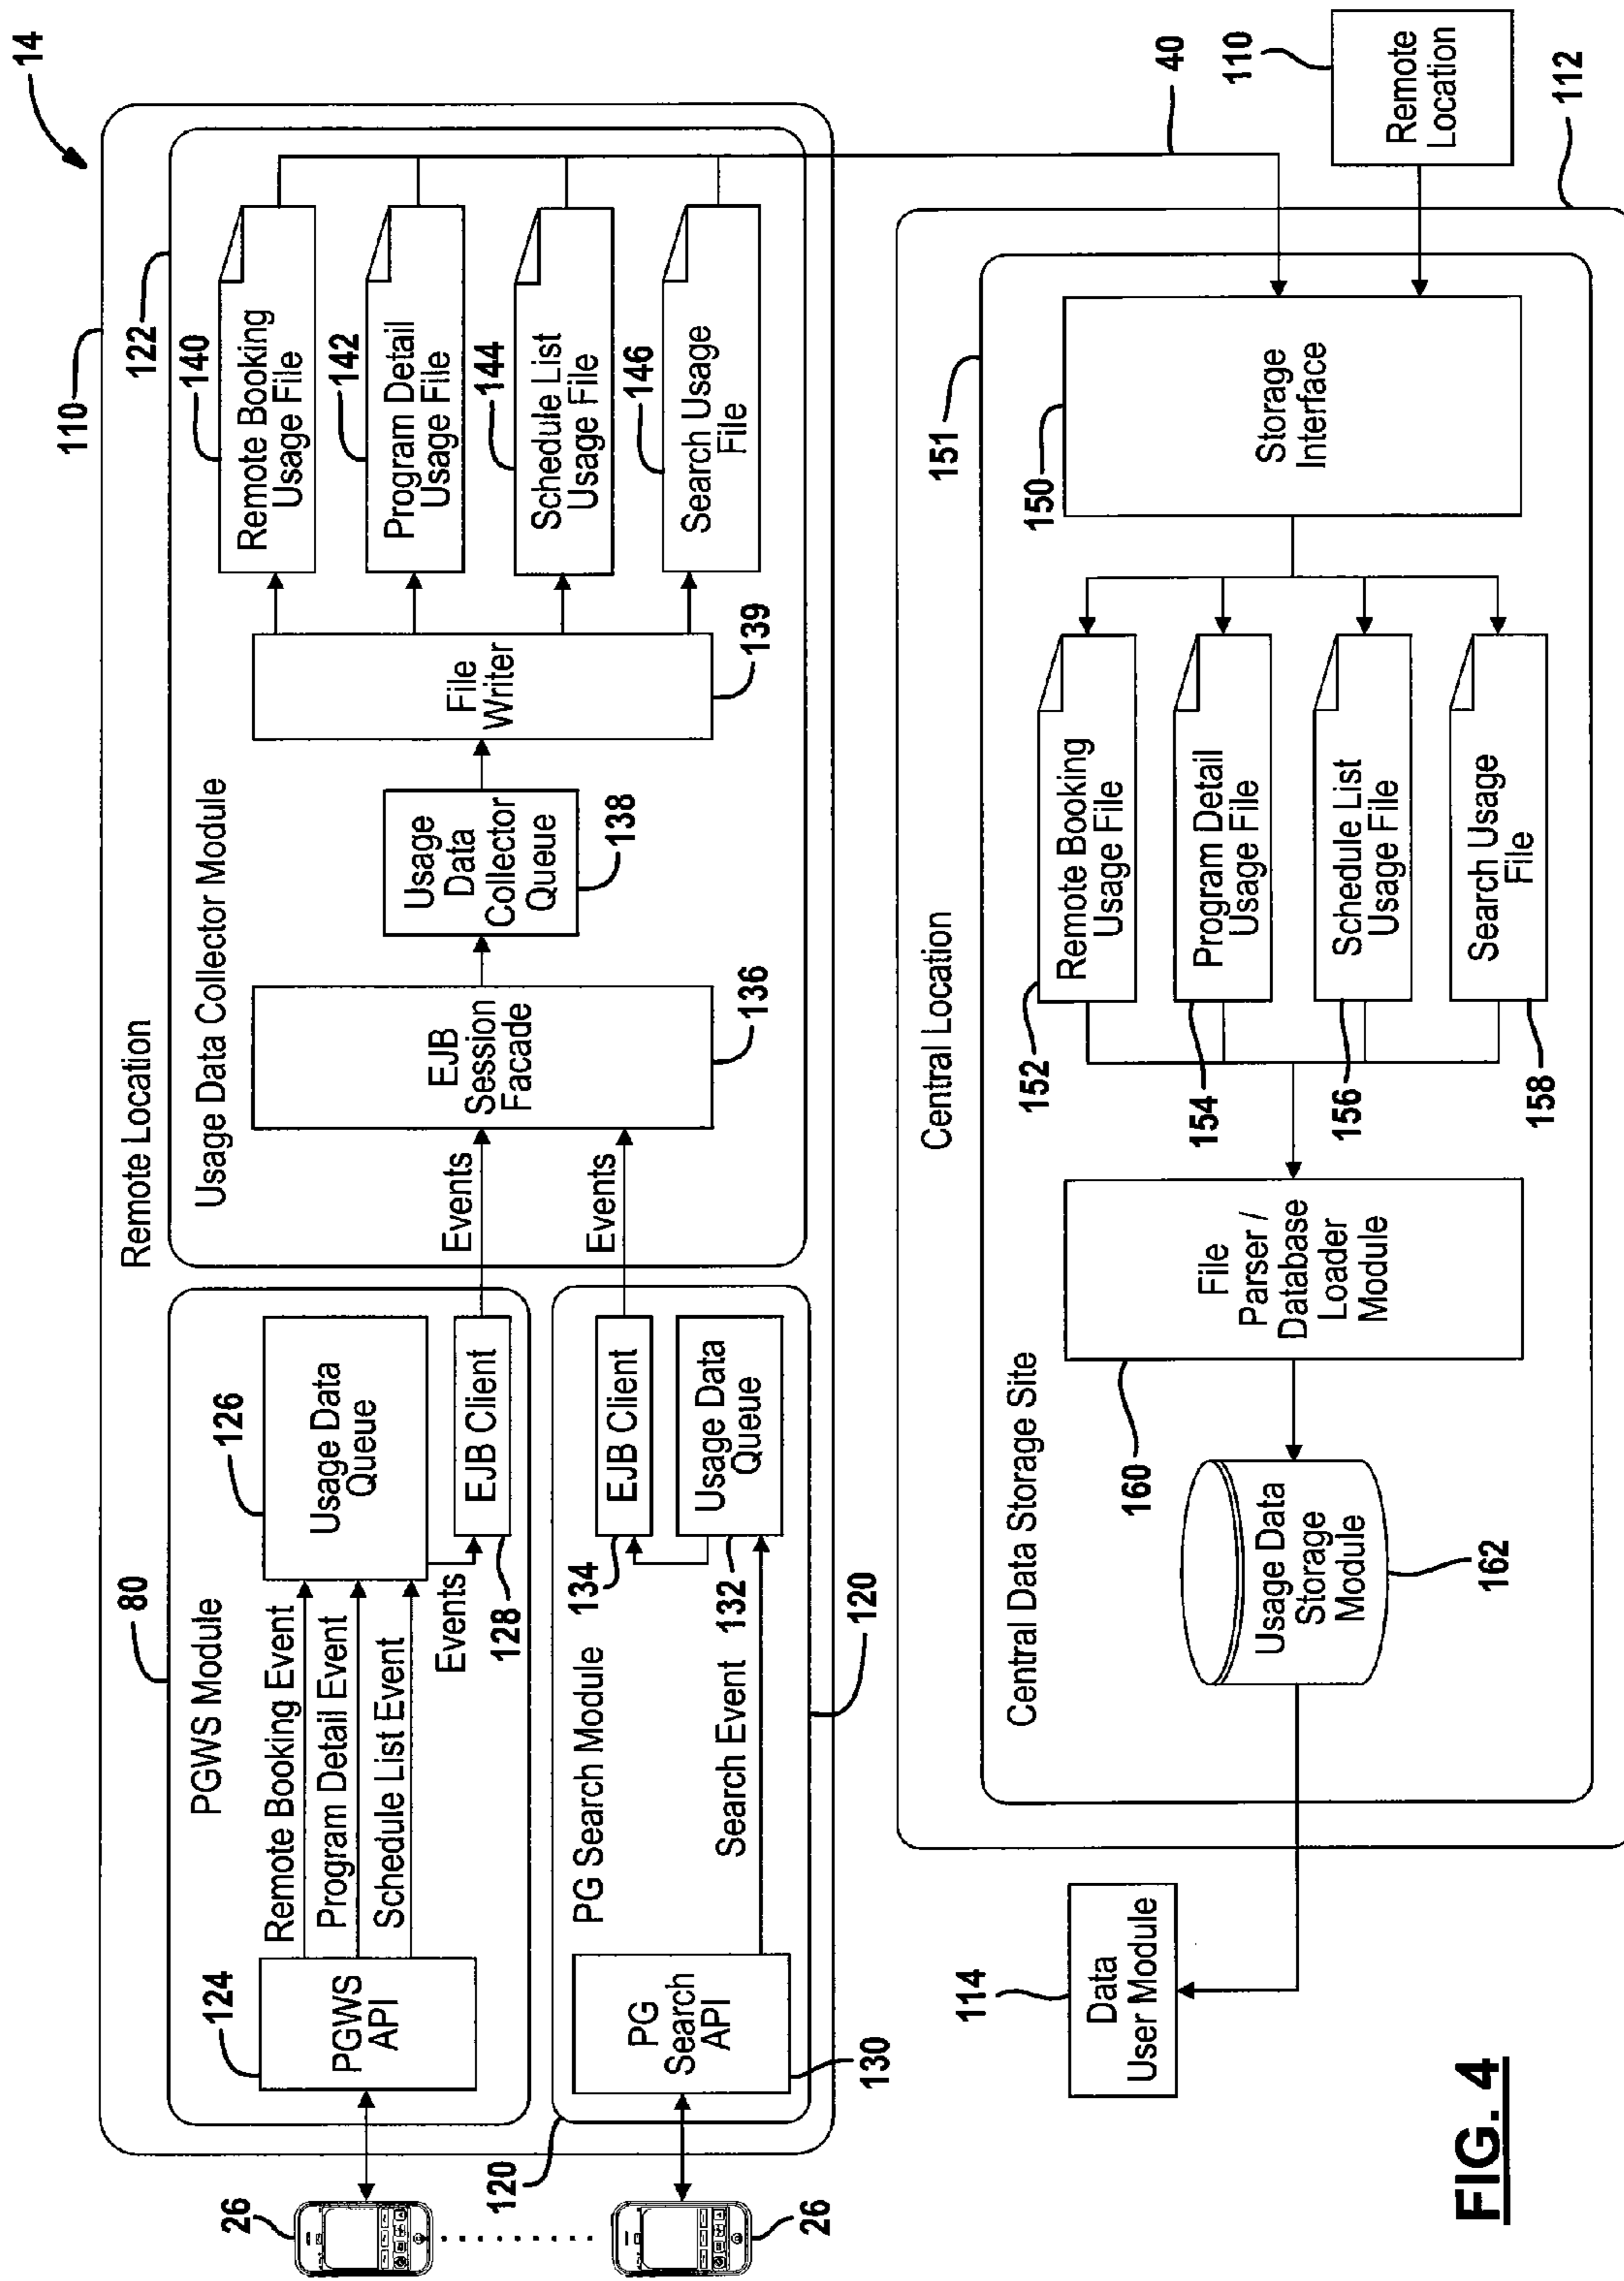 14
110
Remote Location
80
PGWS Module
124
PGWS
API
Remote Booking Event
Program Detail Event
Schedule List Event
126
Usage Data
Queue
Events
EJB Client
128
26
120
PG Search Module
PG
Search
API
130
Search Event
134
EJB Client
132
Usage Data
Queue
120
26
122
Usage Data Collector Module
Events
Events
EJB
Session
Facade
136
Usage
Data
Collector
Queue
138
File
Writer
139
140
Remote Booking
Usage File
142
Program Detail
Usage File
144
Schedule List
Usage File
146
Search Usage
File
40
110
Remote
Location
112
Central Location
151
Central Data Storage Site
150
Storage
Interface
152
Remote Booking
Usage File
154
Program Detail
Usage File
156
Schedule List
Usage File
158
Search Usage
File
160
File
Parser /
Database
Loader
Module
Usage Data
Storage
Module
162
114
Data
User Module
FIG. 4